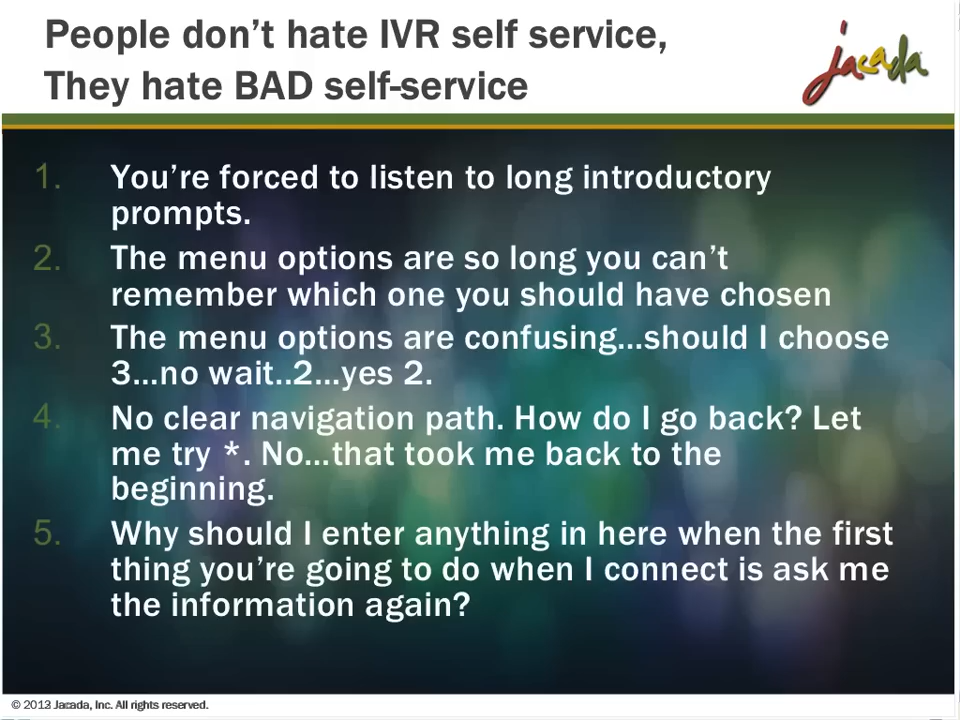 People don’t hate IVR self service,
They hate BAD self-service
jacada
1. You’re forced to listen to long introductory
prompts.
2. The menu options are so long you can’t
remember which one you should have chosen
3. The menu options are confusing...should I choose
3...no wait..2...yes 2.
4. No clear navigation path. How do I go back? Let
me try *. No...that took me back to the
beginning.
5. Why should I enter anything in here when the first
thing you’re going to do when I connect is ask me
the information again?
© Jacada, Inc. All rights reserved.